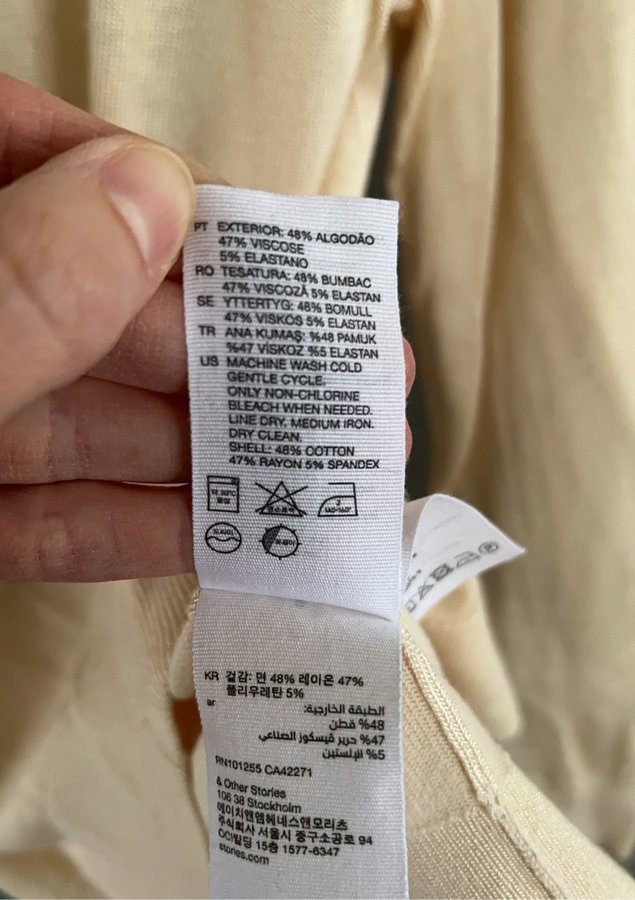 PT EXTERIOR: 48% ALGODÃO
47% VISCOSE
5% ELASTANO
RO TESATURA: 48% BUMBAC
47% VISCOZĂ 5% ELASTAN
SE YTTERTYG: 48% BOMULL
47% VISKOS 5% ELASTAN
TR ANA KUMAŞ: %48 PAMUK
%47 VİSKOZ %5 ELASTAN
US MACHINE WASH COLD
GENTLE CYCLE.
ONLY NON-CHLORINE
BLEACH WHEN NEEDED.
LINE DRY. MEDIUM IRON.
DRY CLEAN.
SHELL: 48% COTTON
47% RAYON 5% SPANDEX
KR 겉감: 면 48% 레이온 47%
폴리우레탄 5%
ar الطبقة الخارجية:
48% قطن
47% حرير فيسكوز الصناعي
5% الإلستين
RN101255 CA42271
& Other Stories
106 38 Stockholm
에이치앤엠헤네스앤모리츠
주식회사 서울시 중구소공로 94
OCI빌딩 15층 1577-6347
stories.com